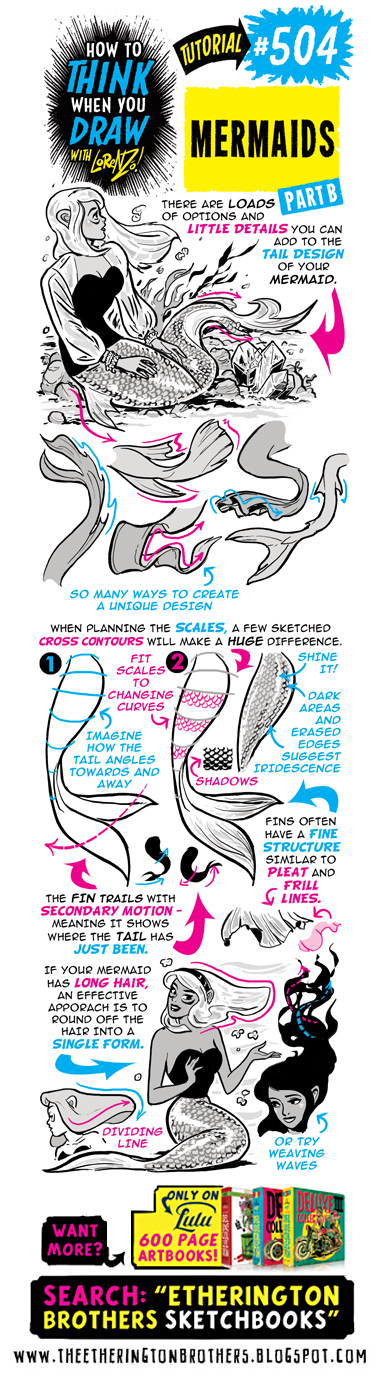 HOW TO
THINK
WHEN YOU
DRAW
WITH LORENZO!
TUTORIAL
#504
MERMAIDS
PART B
THERE ARE LOADS
OF OPTIONS AND
LITTLE DETAILS YOU CAN
ADD TO THE
TAIL DESIGN
OF YOUR
MERMAID.
SO MANY WAYS TO CREATE
A UNIQUE DESIGN
WHEN PLANNING THE SCALES, A FEW SKETCHED
CROSS CONTOURS WILL MAKE A HUGE DIFFERENCE.
1
IMAGINE
HOW THE
TAIL ANGLES
TOWARDS AND
AWAY
FIT
SCALES
TO
CHANGING
CURVES
2
SHADOWS
SHINE
IT!
DARK
AREAS
AND
ERASED
EDGES
SUGGEST
IRIDESCENCE
FINS OFTEN
HAVE A FINE
STRUCTURE
SIMILAR TO
PLEAT AND
FRILL
LINES.
THE FIN TRAILS WITH
SECONDARY MOTION -
MEANING IT SHOWS
WHERE THE TAIL HAS
JUST BEEN.
IF YOUR MERMAID
HAS LONG HAIR,
AN EFFECTIVE
APPORACH IS TO
ROUND OFF THE
HAIR INTO A
SINGLE FORM.
DIVIDING
LINE
OR TRY
WEAVING
WAVES
WANT
MORE?
ONLY ON
Lulu
600 PAGE
ARTBOOKS!
SEARCH: "ETHERINGTON
BROTHERS SKETCHBOOKS"
WWW.THEETHERINGTONBROTHERS.BLOGSPOT.COM